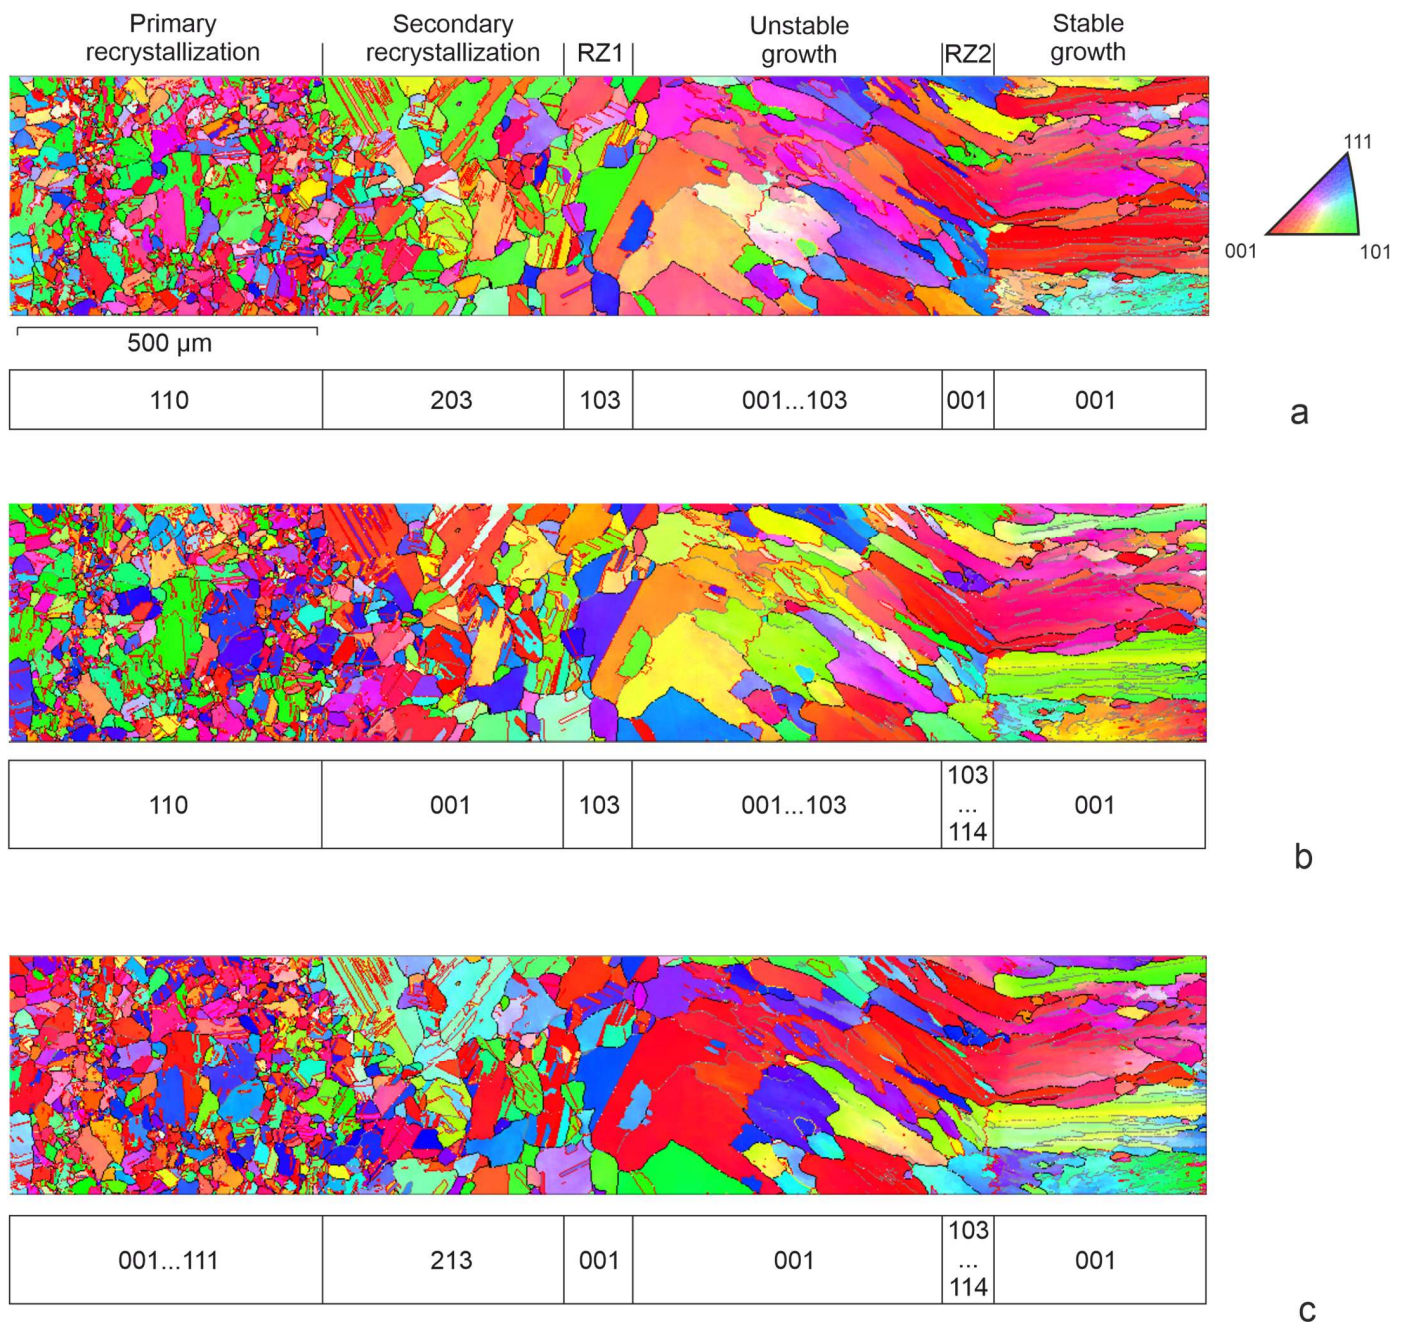 Primary
recrystallization
Secondary
recrystallization
RZ1
Unstable
growth
RZ2
Stable
growth
111
001
101
500 μm
110
203
103
001...103
001
001
a
110
001
103
001...103
103
...
114
001
b
001...111
213
001
001
103
...
114
001
c